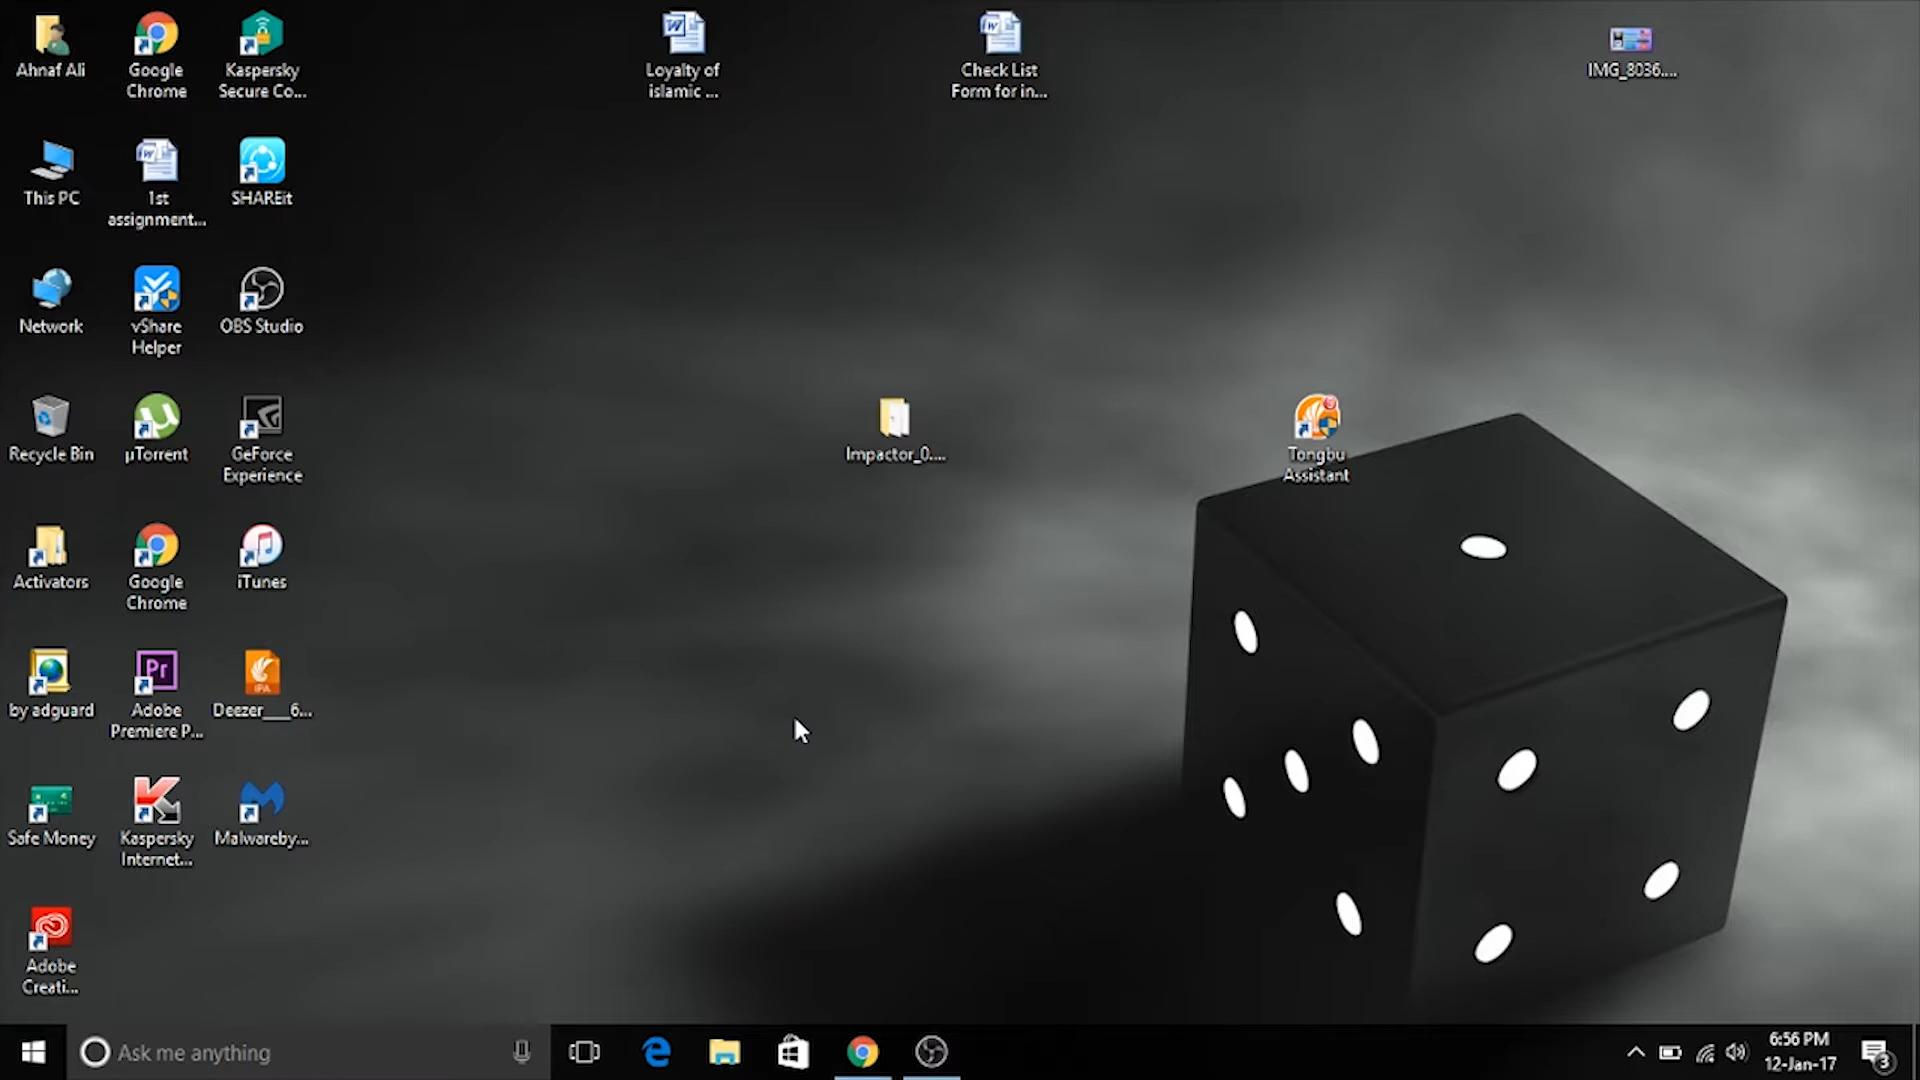 Ahnaf Ali
Google
Chrome
Kaspersky
Secure Co...
Loyalty of
islamic ...
Check List
Form for in...
IMG_8036....
This PC
1st
assignment...
SHAREit
Network
vShare
Helper
OBS Studio
Recycle Bin
µTorrent
GeForce
Experience
Impactor_0....
Tongbu
Assistant
Activators
Google
Chrome
iTunes
by adguard
Pr
Adobe
Premiere P...
IPA
Deezer___6...
Safe Money
Kaspersky
Internet...
Malwareby...
Adobe
Creati...
Ask me anything
6:56 PM
12-Jan-17
3